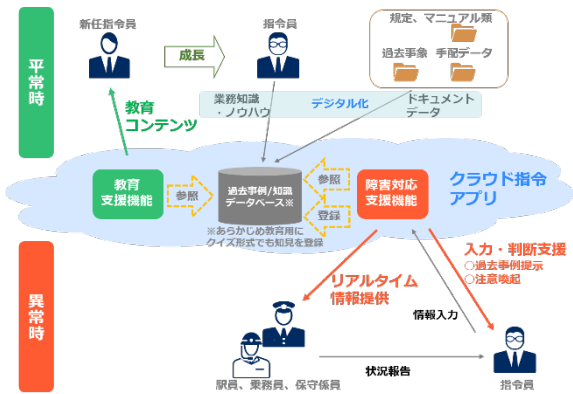 平常時
新任指令員
成長
指令員
規定、マニュアル類
過去事象
手配データ
業務知識
・ノウハウ
デジタル化
ドキュメント
データ
教育
コンテンツ
教育
支援機能
参照
過去事例/知識
データベース※
参照
登録
障害対応
支援機能
クラウド指令
アプリ
※あらかじめ教育用に
クイズ形式でも知見を登録
異常時
リアルタイム
情報提供
入力・判断支援
○過去事例提示
○注意喚起
情報入力
状況報告
駅員、乗務員、保守係員
指令員